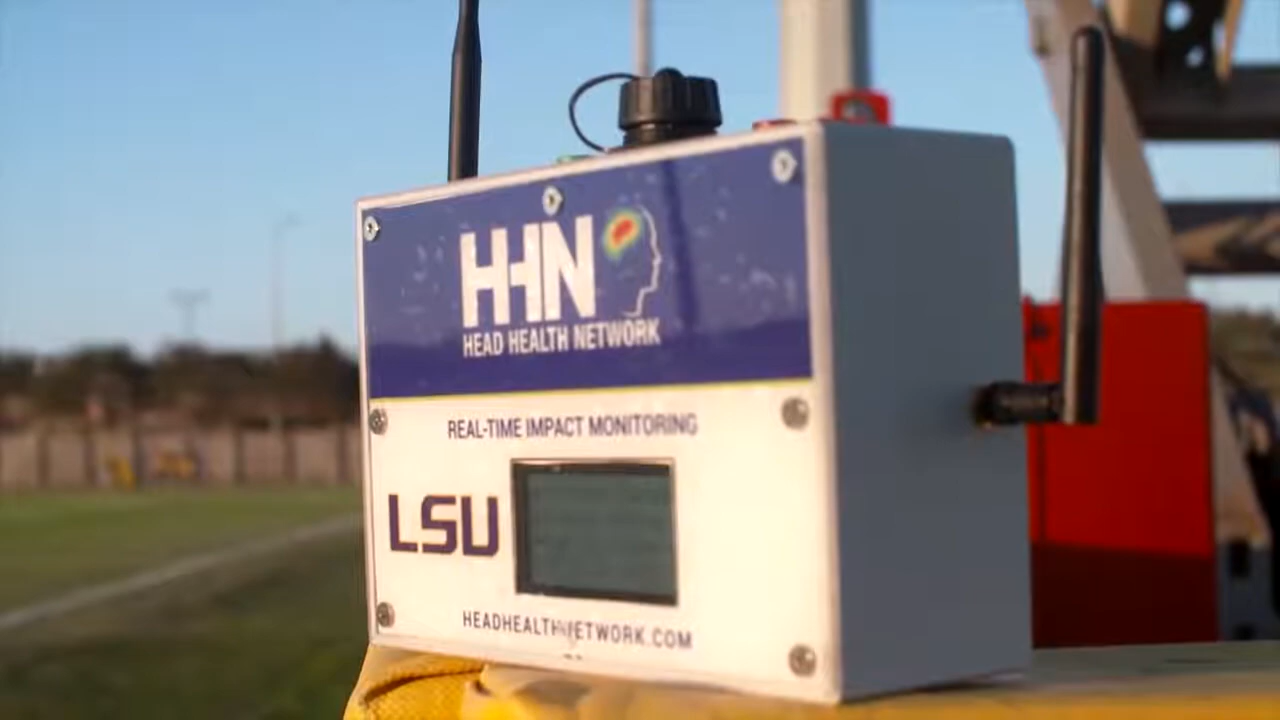 HHN
HEAD HEALTH NETWORK
REAL-TIME IMPACT MONITORING
LSU
HEADHEALTHNETWORK.COM